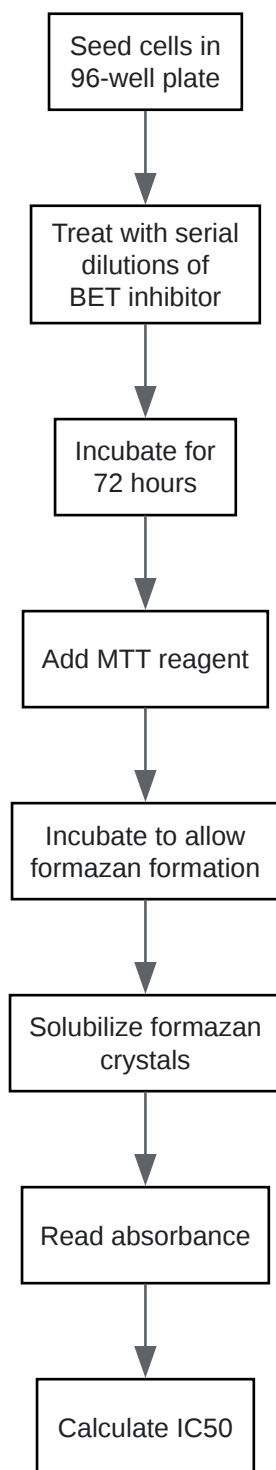 Seed cells in
96-well plate
Treat with serial
dilutions of
BET inhibitor
Incubate for
72 hours
Add MTT reagent
Incubate to allow
formazan formation
Solubilize formazan
crystals
Read absorbance
Calculate IC50